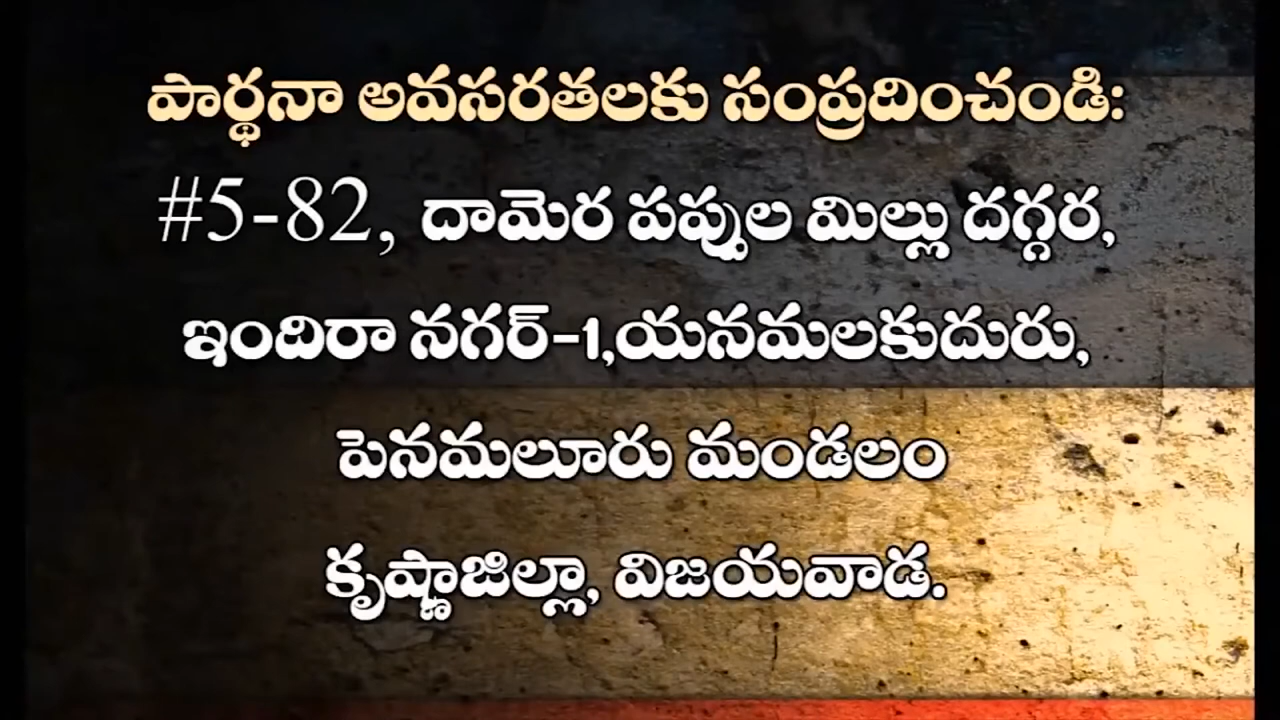 పార్థనా అవసరతలకు సంప్రదించండి:
#5-82, దామెర పప్పుల మిల్లు దగ్గర,
ఇందిరా నగర్-1,యనమలకుదురు,
పెనమలూరు మండలం
కృష్ణాజిల్లా, విజయవాడ.